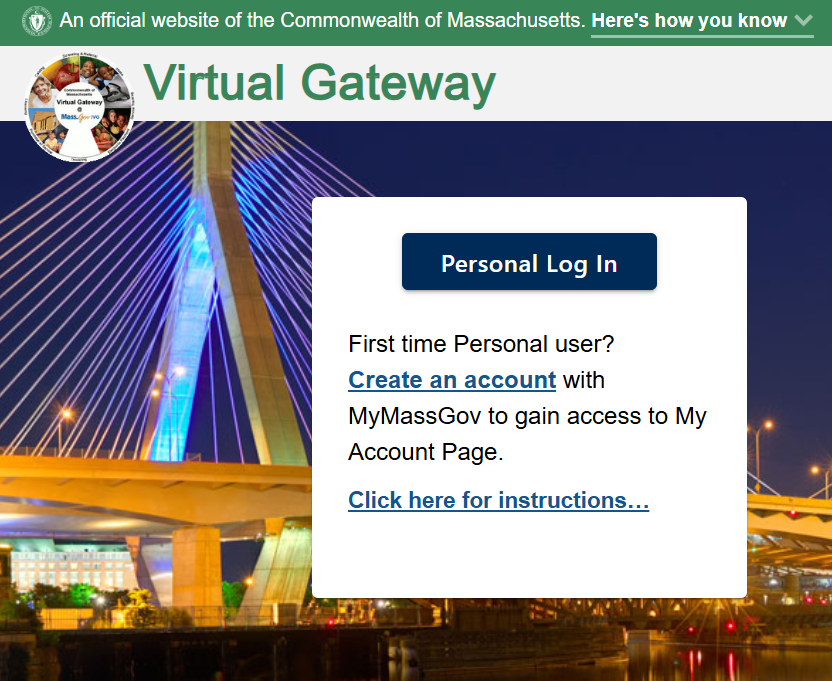 An official website of the Commonwealth of Massachusetts. Here's how you know
Virtual Gateway
Commonwealth of
Massachusetts
Virtual Gateway
@
Mass.Gov
Personal Log In
First time Personal user?
Create an account with
MyMassGov to gain access to My
Account Page.
Click here for instructions…